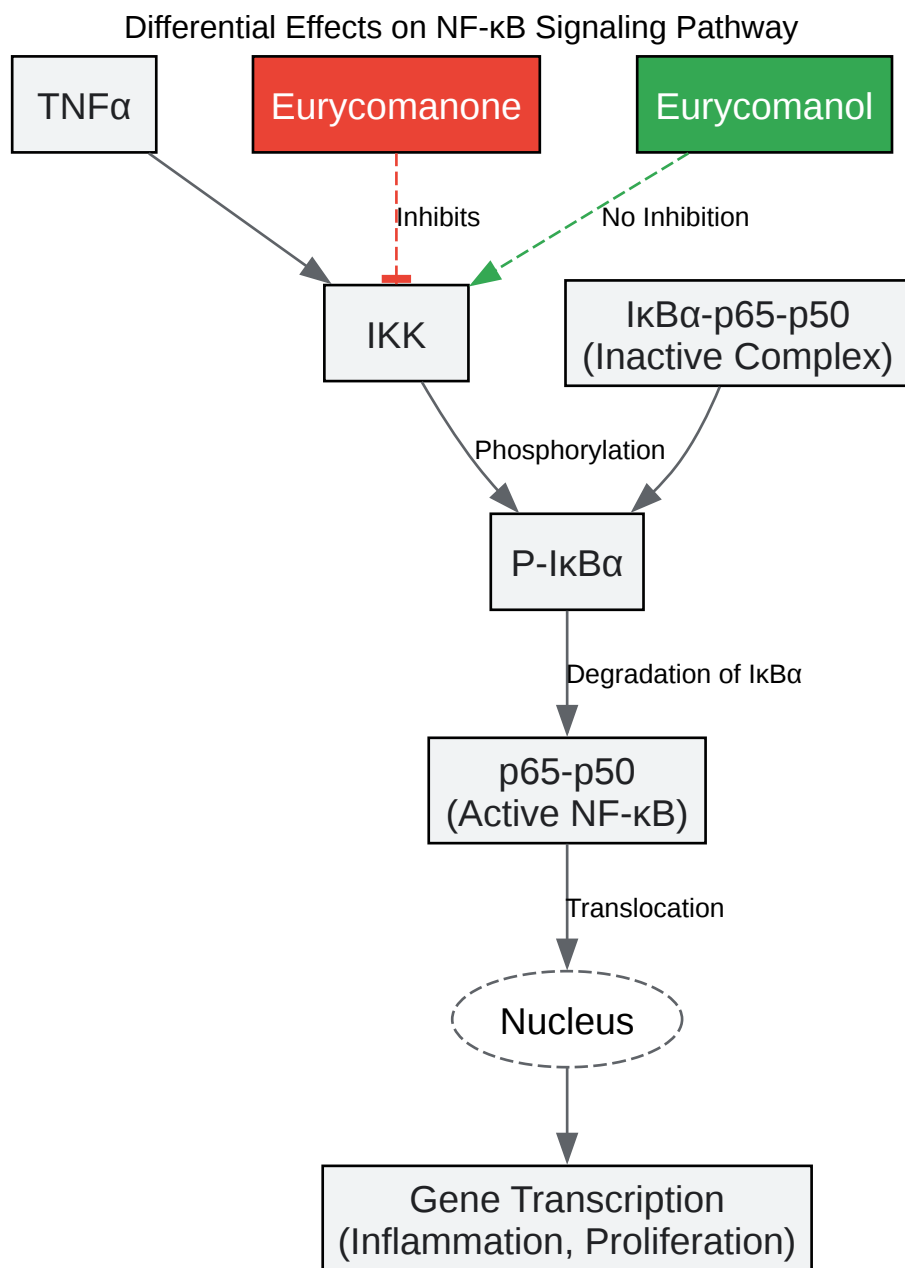 Differential Effects on NF-κB Signaling Pathway
TNFα
Eurycomanone
Eurycomanol
Inhibits
No Inhibition
IKK
IκBα-p65-p50
(Inactive Complex)
Phosphorylation
P-IκBα
Degradation of IκBα
p65-p50
(Active NF-κB)
Translocation
Nucleus
Gene Transcription
(Inflammation, Proliferation)